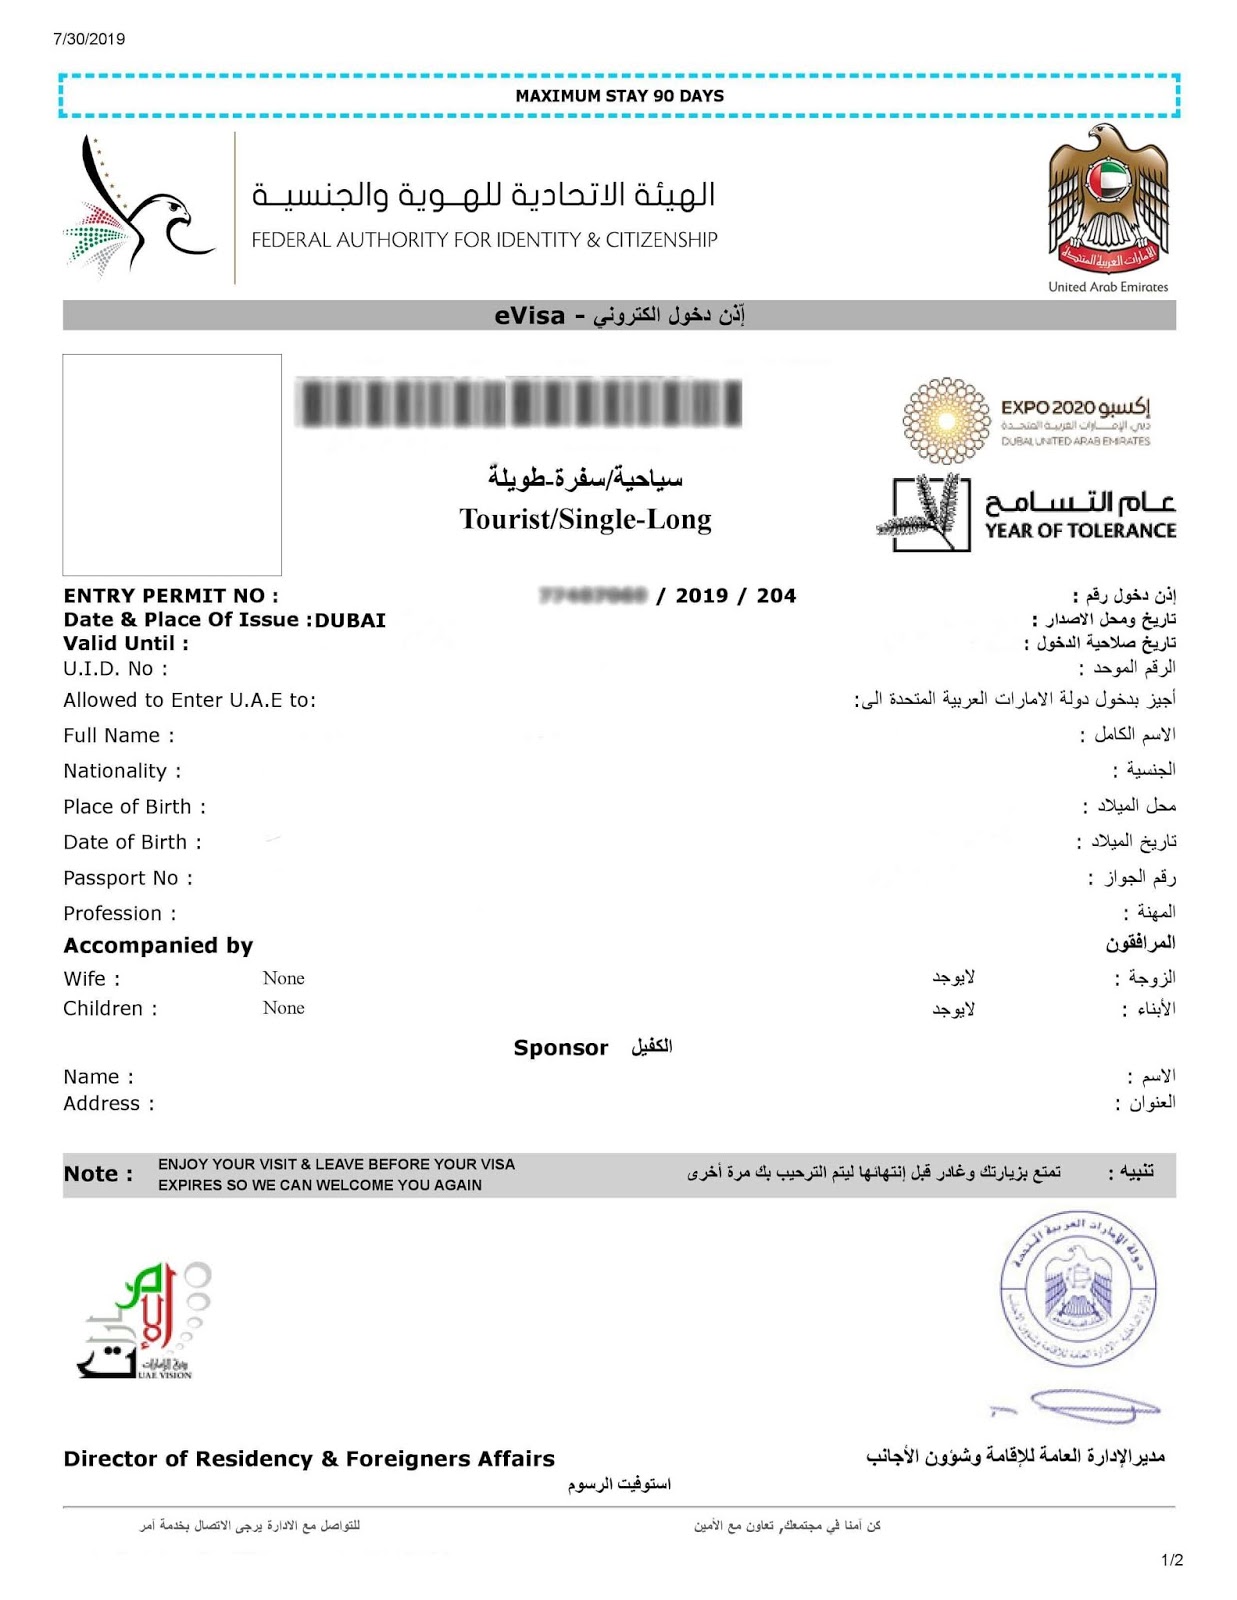 7/30/2019
MAXIMUM STAY 90 DAYS
الهيئة الاتحادية للهوية والجنسية
FEDERAL AUTHORITY FOR IDENTITY & CITIZENSHIP
الإمارات العربية المتحدة
United Arab Emirates
eVisa - إّذن دخول الكتروني
EXPO 2020 إكسبو
دبي، الإمـــارات العربية المتحدة
DUBAI, UNITED ARAB EMIRATES
سياحية/سفرة-طويلة
Tourist/Single-Long
عام التسامح
YEAR OF TOLERANCE
ENTRY PERMIT NO : / 2019 / 204 إذن دخول رقم :
Date & Place Of Issue :DUBAI تاريخ ومحل الاصدار :
Valid Until : تاريخ صلاحية الدخول :
U.I.D. No : الرقم الموحد :
Allowed to Enter U.A.E to: أجيز بدخول دولة الامارات العربية المتحدة الى:
Full Name : الاسم الكامل :
Nationality : الجنسية :
Place of Birth : محل الميلاد :
Date of Birth : تاريخ الميلاد :
Passport No : رقم الجواز :
Profession : المهنة :
Accompanied by المرافقون
Wife : None لايوجد الزوجة :
Children : None لايوجد الأبناء :
Sponsor الكفيل
Name : الاسم :
Address : العنوان :
Note : ENJOY YOUR VISIT & LEAVE BEFORE YOUR VISA
EXPIRES SO WE CAN WELCOME YOU AGAIN
تنبيه : تمتع بزيارتك وغادر قبل إنتهائها ليتم الترحيب بك مرة أخرى
دولة الإمارات العربية المتحدة
UAE VISION
Director of Residency & Foreigners Affairs مديرالإدارة العامة للإقامة وشؤون الأجانب
استوفيت الرسوم
للتواصل مع الادارة يرجى الاتصال بخدمة آمر
كن آمنا في مجتمعك, تعاون مع الأمين
1/2